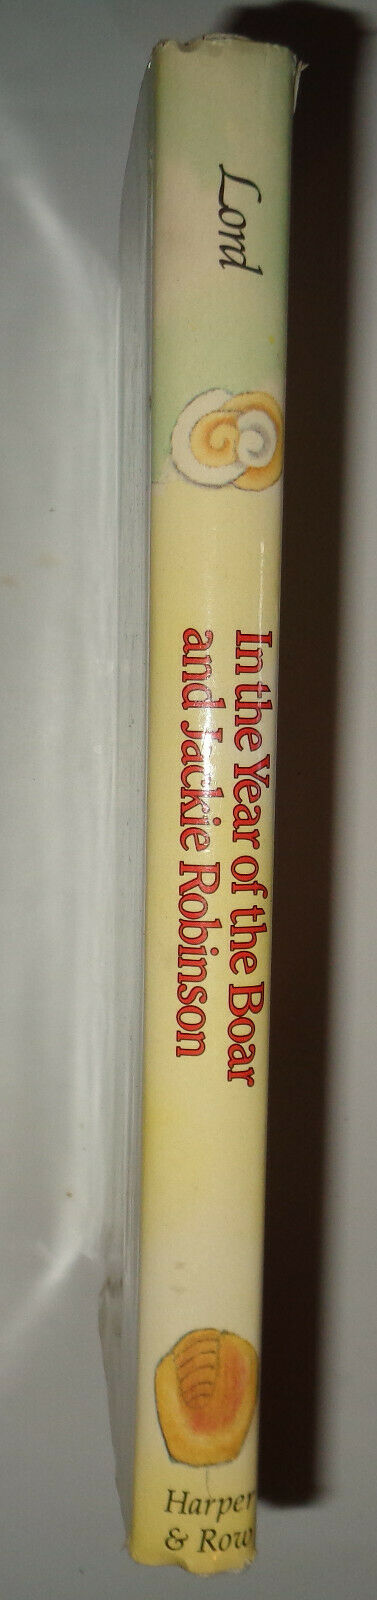 Lord
In the Year of the Boar
and Jackie Robinson
Harper
& Row